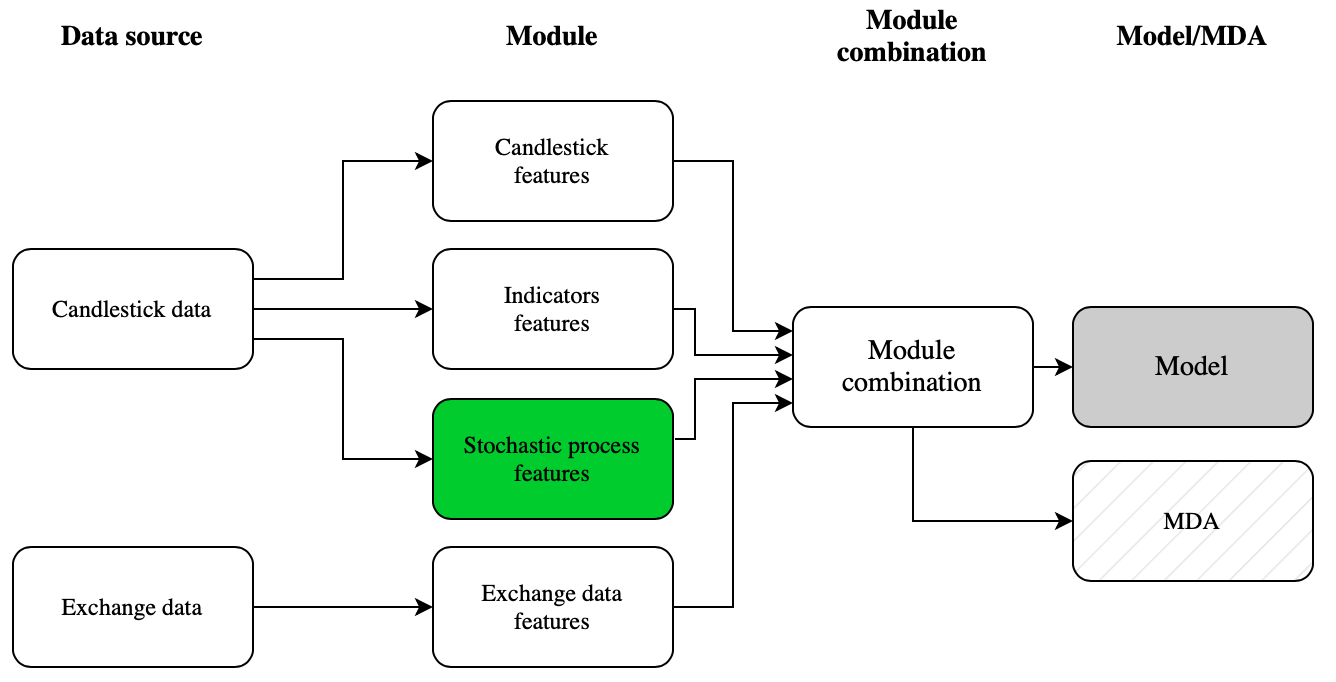 Data source
Module
Module
combination
Model/MDA
Candlestick
features
Candlestick data
Indicators
features
Module
combination
Model
Stochastic process
features
MDA
Exchange data
Exchange data
features